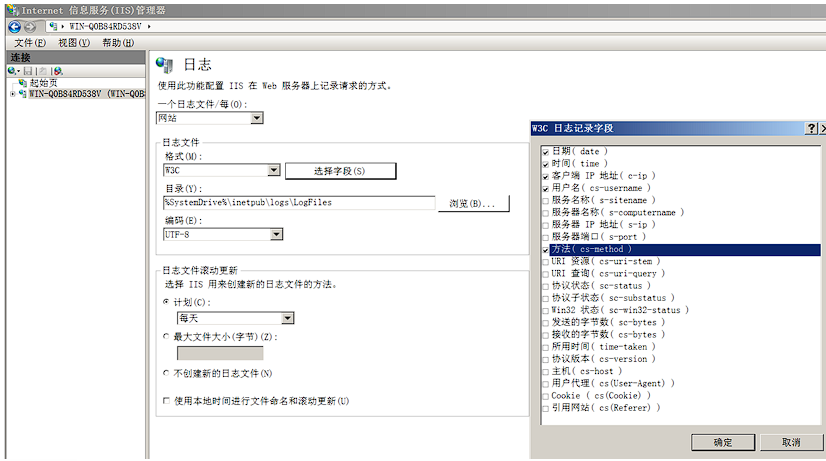 Internet 信息服务(IIS)管理器
WIN-Q0BS4RD538V
文件(F) 视图(V) 帮助(H)
连接
起始页
WIN-Q0BS4RD538V (WIN-Q0BS
日志
使用此功能配置 IIS 在 Web 服务器上记录请求的方式。
一个日志文件/每(O):
网站
日志文件
格式(M):
W3C
选择字段(S)
目录(Y):
%SystemDrive%\inetpub\logs\LogFiles
浏览(B)...
编码(E):
UTF-8
日志文件滚动更新
选择 IIS 用来创建新的日志文件的方法。
计划(C):
每天
最大文件大小(字节)(Z):
不创建新的日志文件(N)
使用本地时间进行文件命名和滚动更新(U)
W3C 日志记录字段
日期( date )
时间( time )
客户端 IP 地址( c-ip )
用户名( cs-username )
服务名称( s-sitename )
服务器名称( s-computername )
服务器 IP 地址( s-ip )
服务器端口( s-port )
方法( cs-method )
URI 资源( cs-uri-stem )
URI 查询( cs-uri-query )
协议状态( sc-status )
协议子状态( sc-substatus )
Win32 状态( sc-win32-status )
发送的字节数( sc-bytes )
接收的字节数( cs-bytes )
所用时间( time-taken )
协议版本( cs-version )
主机( cs-host )
用户代理( cs(User-Agent) )
Cookie ( cs(Cookie) )
引用网站( cs(Referer) )
确定
取消